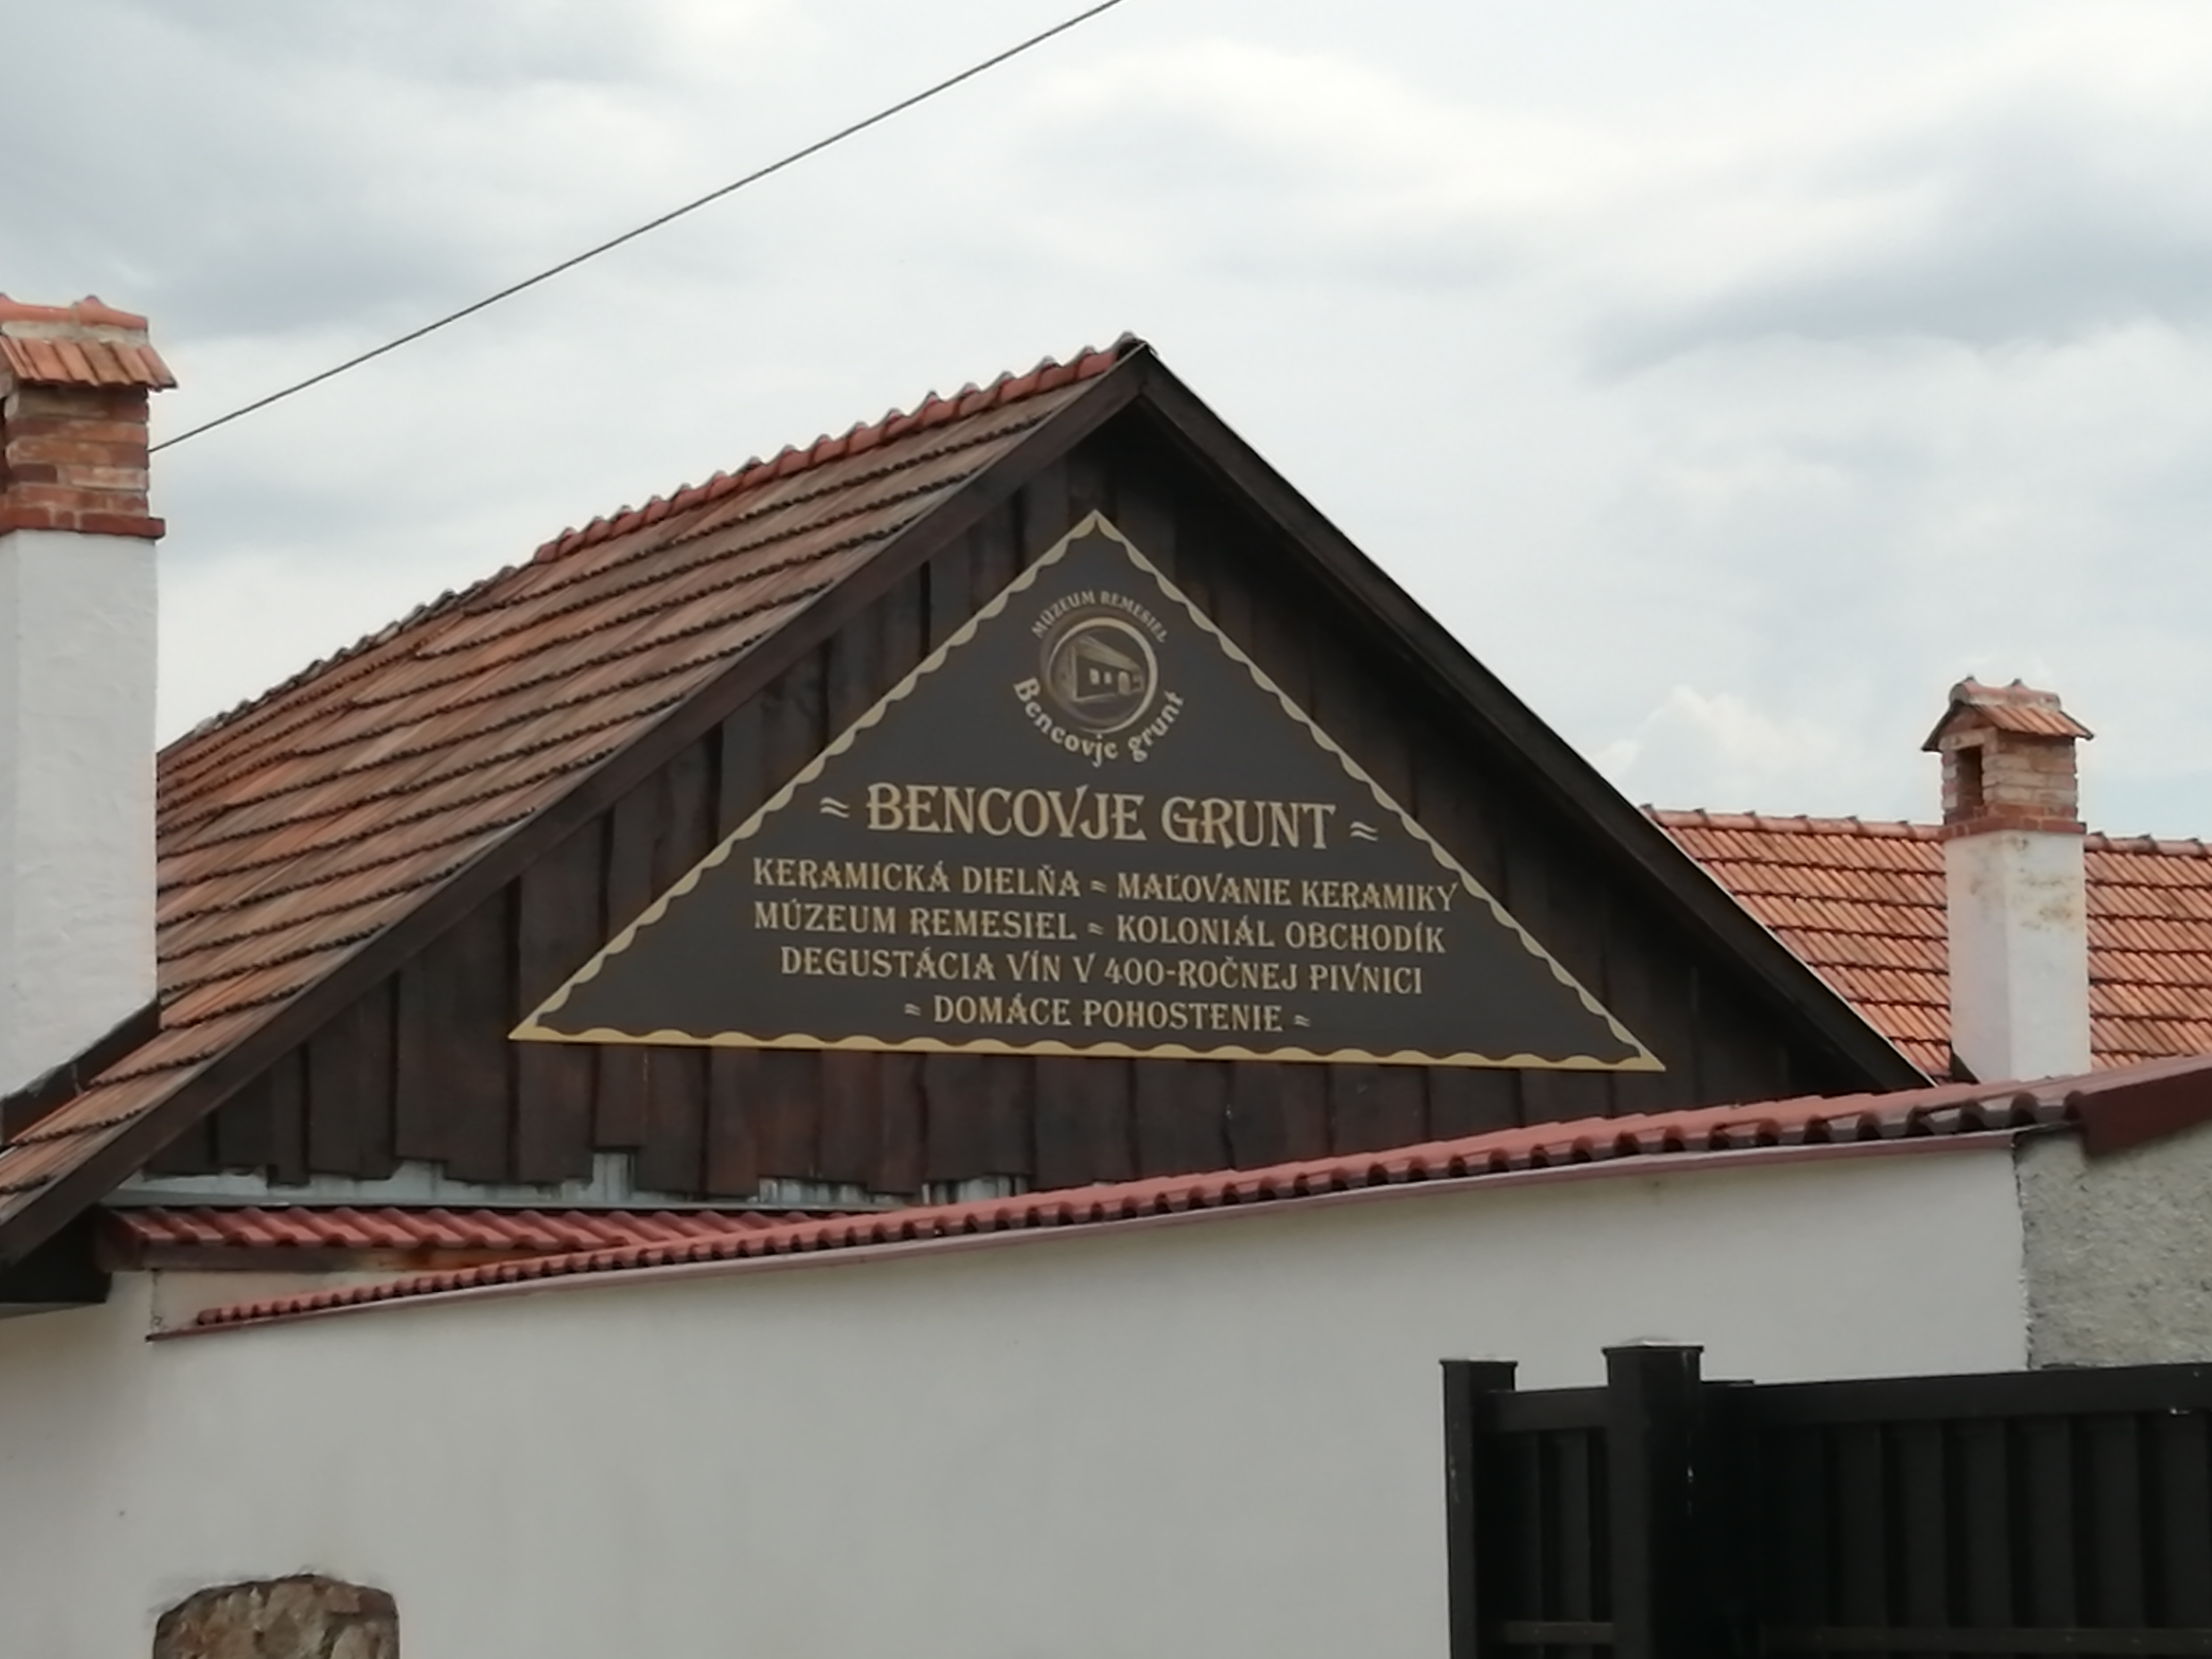 MÚZEUM REMESIEL
Bencovje grunt
≈ BENCOVJE GRUNT ≈
KERAMICKÁ DIELŇA ≈ MAĽOVANIE KERAMIKY
MÚZEUM REMESIEL ≈ KOLONIÁL OBCHODÍK
DEGUSTÁCIA VÍN V 400-ROČNEJ PIVNICI
≈ DOMÁCE POHOSTENIE ≈